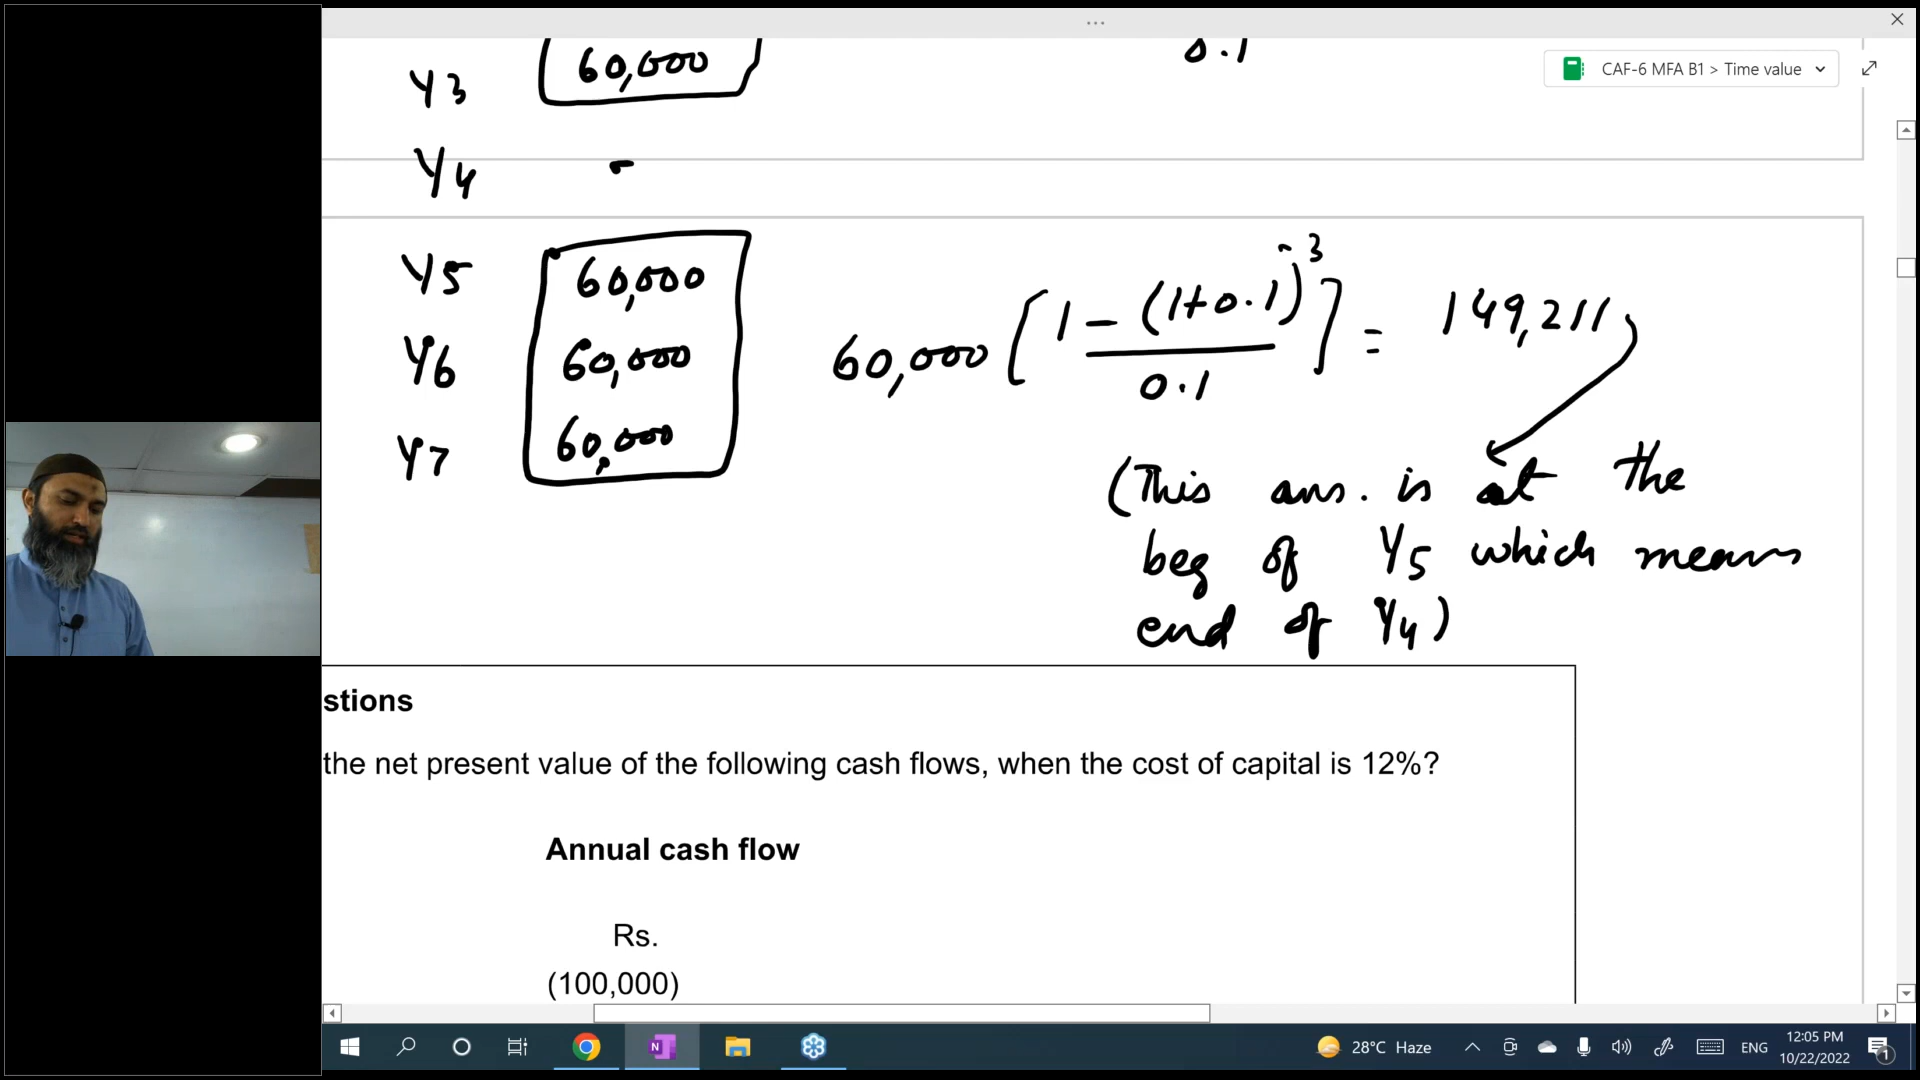 ...
CAF-6 MFA B1 > Time value
Y3 60,000
0.1
Y4 -
Y5 60,000
Y6 60,000
Y7 60,000
60,000 [ 1 - (1+0.1)^-3 / 0.1 ] = 149,211
(This ans. is at the
beg of Y5 which means
end of Y4)
stions
the net present value of the following cash flows, when the cost of capital is 12%?
Annual cash flow
Rs.
(100,000)
28°C Haze
ENG
12:05 PM
10/22/2022
1